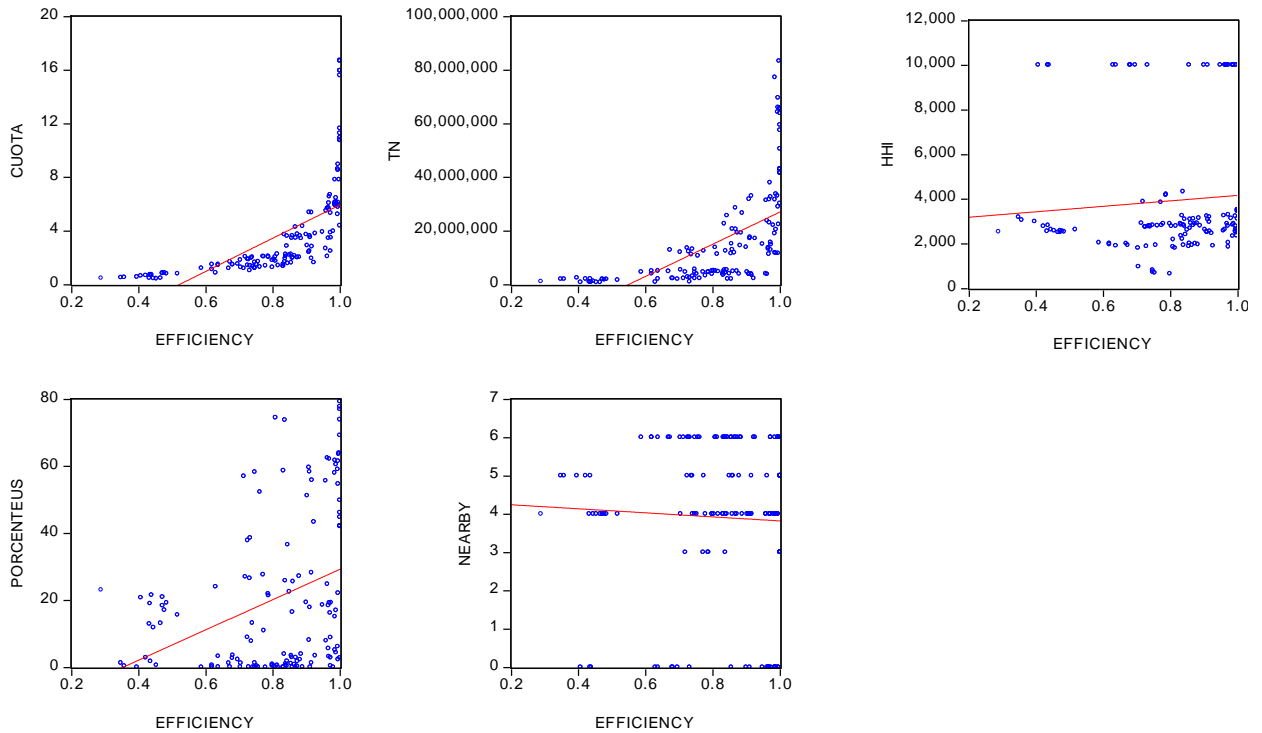 20
16
12
8
4
0
CUOTA
0.2 0.4 0.6 0.8 1.0
EFFICIENCY
100,000,000
80,000,000
60,000,000
40,000,000
20,000,000
0
TN
0.2 0.4 0.6 0.8 1.0
EFFICIENCY
12,000
10,000
8,000
6,000
4,000
2,000
0
HHI
0.2 0.4 0.6 0.8 1.0
EFFICIENCY
80
60
40
20
0
PORCENTEUS
0.2 0.4 0.6 0.8 1.0
EFFICIENCY
7
6
5
4
3
2
1
0
NEARBY
0.2 0.4 0.6 0.8 1.0
EFFICIENCY